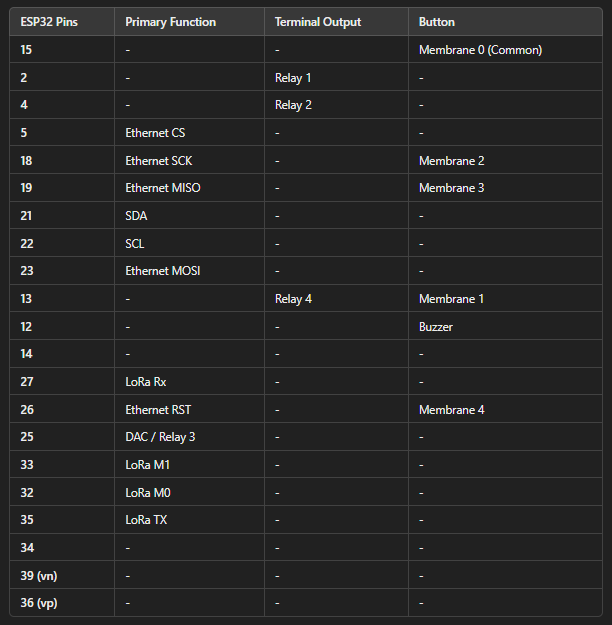 ESP32 Pins Primary Function Terminal Output Button
15 - - Membrane 0 (Common)
2 - Relay 1 -
4 - Relay 2 -
5 Ethernet CS - -
18 Ethernet SCK - Membrane 2
19 Ethernet MISO - Membrane 3
21 SDA - -
22 SCL - -
23 Ethernet MOSI - -
13 - Relay 4 Membrane 1
12 - - Buzzer
14 - - -
27 LoRa Rx - -
26 Ethernet RST - Membrane 4
25 DAC / Relay 3 - -
33 LoRa M1 - -
32 LoRa M0 - -
35 LoRa TX - -
34 - - -
39 (vn) - - -
36 (vp) - - -